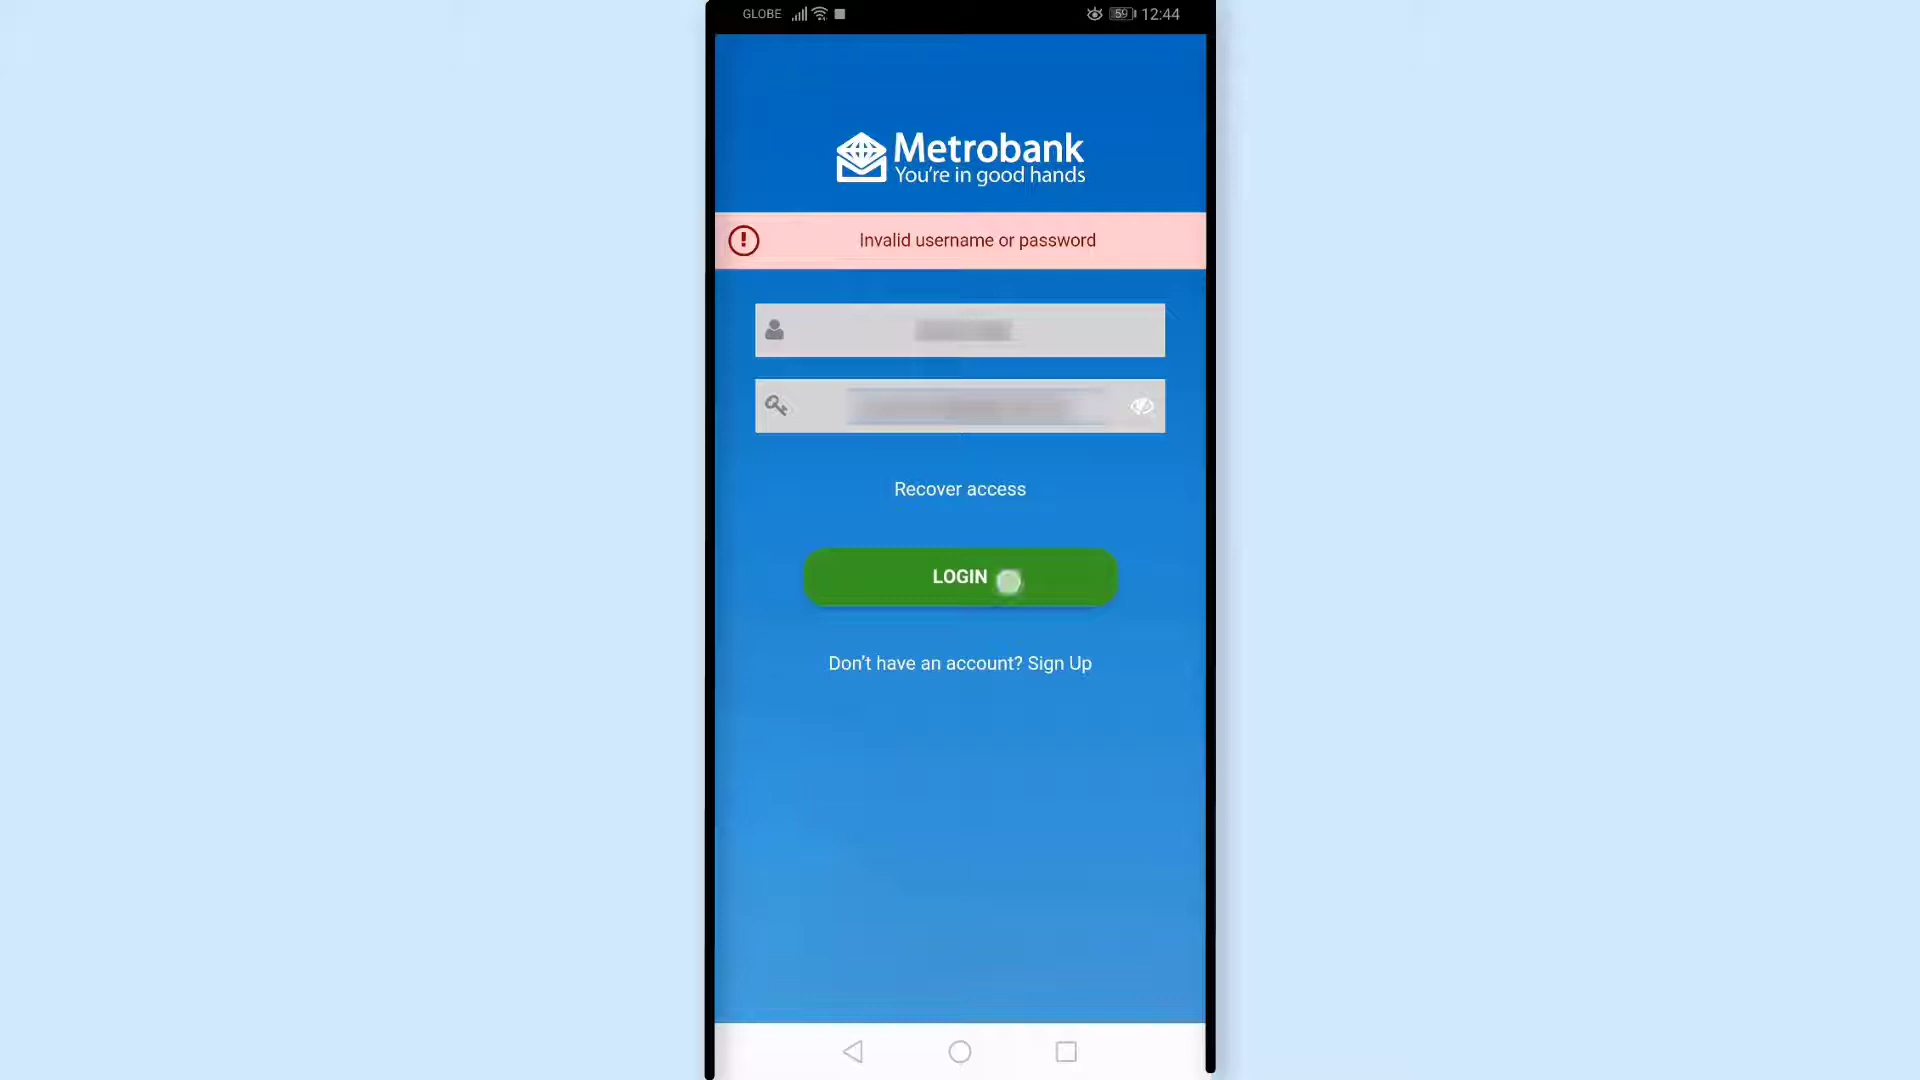 GLOBE 59 12:44
Metrobank
You're in good hands
Invalid username or password
Recover access
LOGIN
Don't have an account? Sign Up